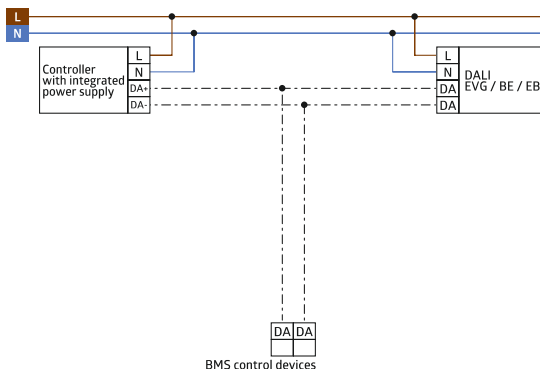 L
N
Controller
with integrated
power supply
L
N
DA+
DA-
L
N
DA
DA
DALI
EVG / BE / EB
DA DA
BMS control devices